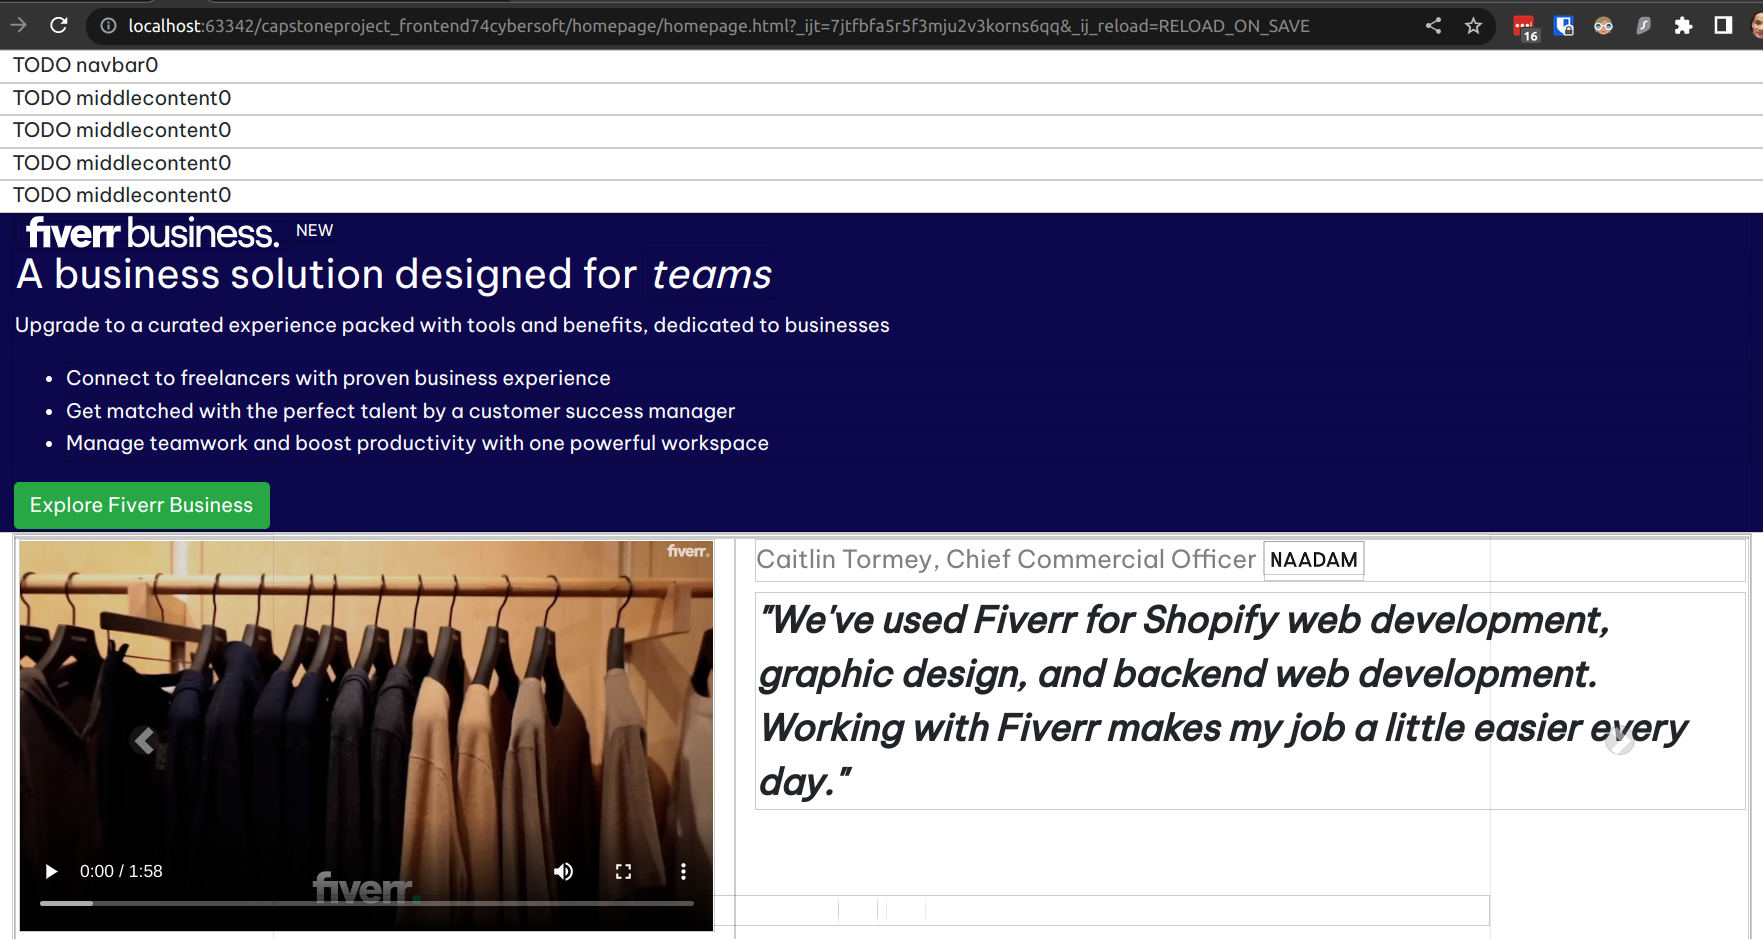 localhost:63342/capstoneproject_frontend74cybersoft/homepage/homepage.html?_ijt=7jtfbfa5r5f3mju2v3korns6qq&_ij_reload=RELOAD_ON_SAVE
16
TODO navbar0
TODO middlecontent0
TODO middlecontent0
TODO middlecontent0
TODO middlecontent0
fiverr business. NEW
A business solution designed for teams
Upgrade to a curated experience packed with tools and benefits, dedicated to businesses
• Connect to freelancers with proven business experience
• Get matched with the perfect talent by a customer success manager
• Manage teamwork and boost productivity with one powerful workspace
Explore Fiverr Business
fiverr.
0:00 / 1:58
fiverr.
Caitlin Tormey, Chief Commercial Officer NAADAM
"We've used Fiverr for Shopify web development,
graphic design, and backend web development.
Working with Fiverr makes my job a little easier every
day."